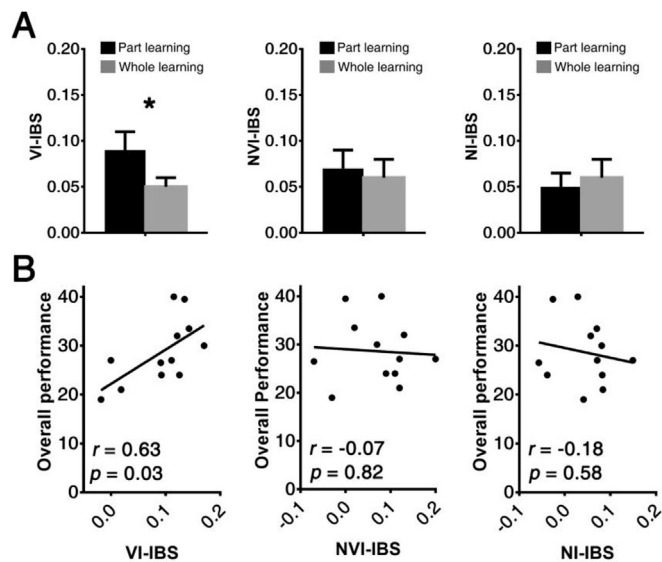 A
0.20
0.15
0.10
0.05
0.00
VI-IBS
Part learning
Whole learning
*
0.20
0.15
0.10
0.05
0.00
NVI-IBS
Part learning
Whole learning
0.20
0.15
0.10
0.05
0.00
NI-IBS
Part learning
Whole learning
B
Overall performance
40
30
20
10
0
r = 0.63
p = 0.03
0.0
0.1
0.2
VI-IBS
Overall Performance
40
30
20
10
0
r = -0.07
p = 0.82
-0.1
0.0
0.1
0.2
NVI-IBS
Overall performance
40
30
20
10
0
r = -0.18
p = 0.58
-0.1
0.0
0.1
0.2
NI-IBS